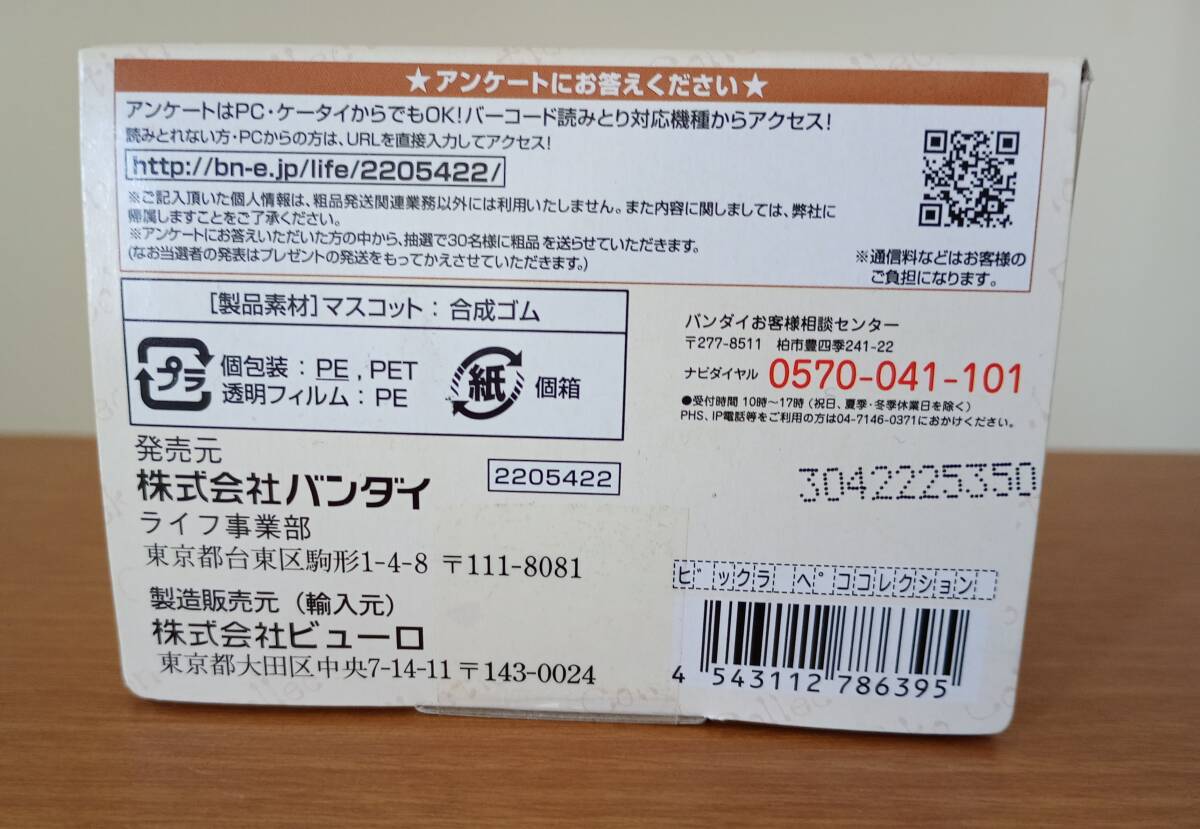 ★アンケートにお答えください★
アンケートはPC・ケータイからでもOK!バーコード読みとり対応機種からアクセス!
読みとれない方・PCからの方は、URLを直接入力してアクセス!
http://bn-e.jp/life/2205422/
※ご記入頂いた個人情報は、粗品発送関連業務以外には利用いたしません。また内容に関しましては、弊社に
帰属しますことをご了承ください。
※アンケートにお答えいただいた方の中から、抽選で30名様に粗品を送らせていただきます。
(なお当選者の発表はプレゼントの発送をもってかえさせていただきます。)
※通信料などはお客様の
ご負担になります。
[製品素材]マスコット：合成ゴム
プラ
個包装：PE, PET
透明フィルム：PE
紙
個箱
バンダイお客様相談センター
〒277-8511 柏市豊四季241-22
ナビダイヤル 0570-041-101
●受付時間 10時〜17時(祝日、夏季・冬季休業日を除く)
PHS、IP電話等をご利用の方は04-7146-0371におかけください。
発売元
株式会社バンダイ
2205422
ライフ事業部
東京都台東区駒形1-4-8 〒111-8081
製造販売元（輸入元）
株式会社ビューロ
東京都大田区中央7-14-11 〒143-0024
3042225350
ビックラ ペココレクション
4 543112 786395